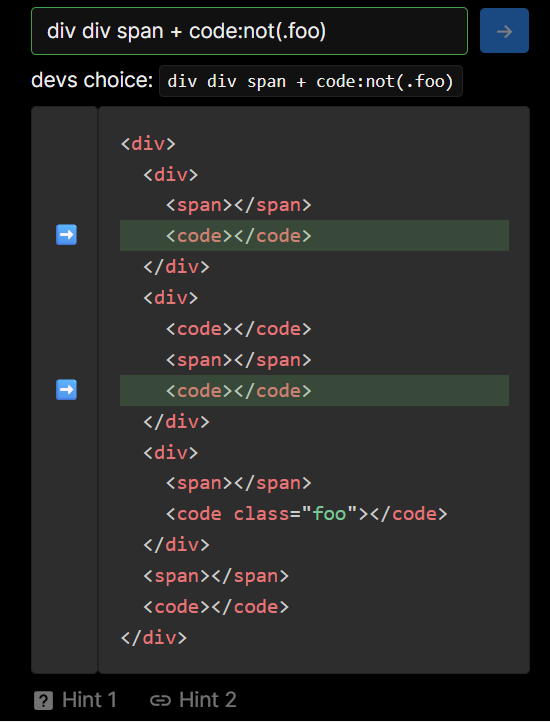 div div span + code:not(.foo)
devs choice: div div span + code:not(.foo)
<div>
<div>
<span></span>
<code></code>
</div>
<div>
<code></code>
<span></span>
<code></code>
</div>
<div>
<span></span>
<code class="foo"></code>
</div>
<span></span>
<code></code>
</div>
Hint 1 Hint 2